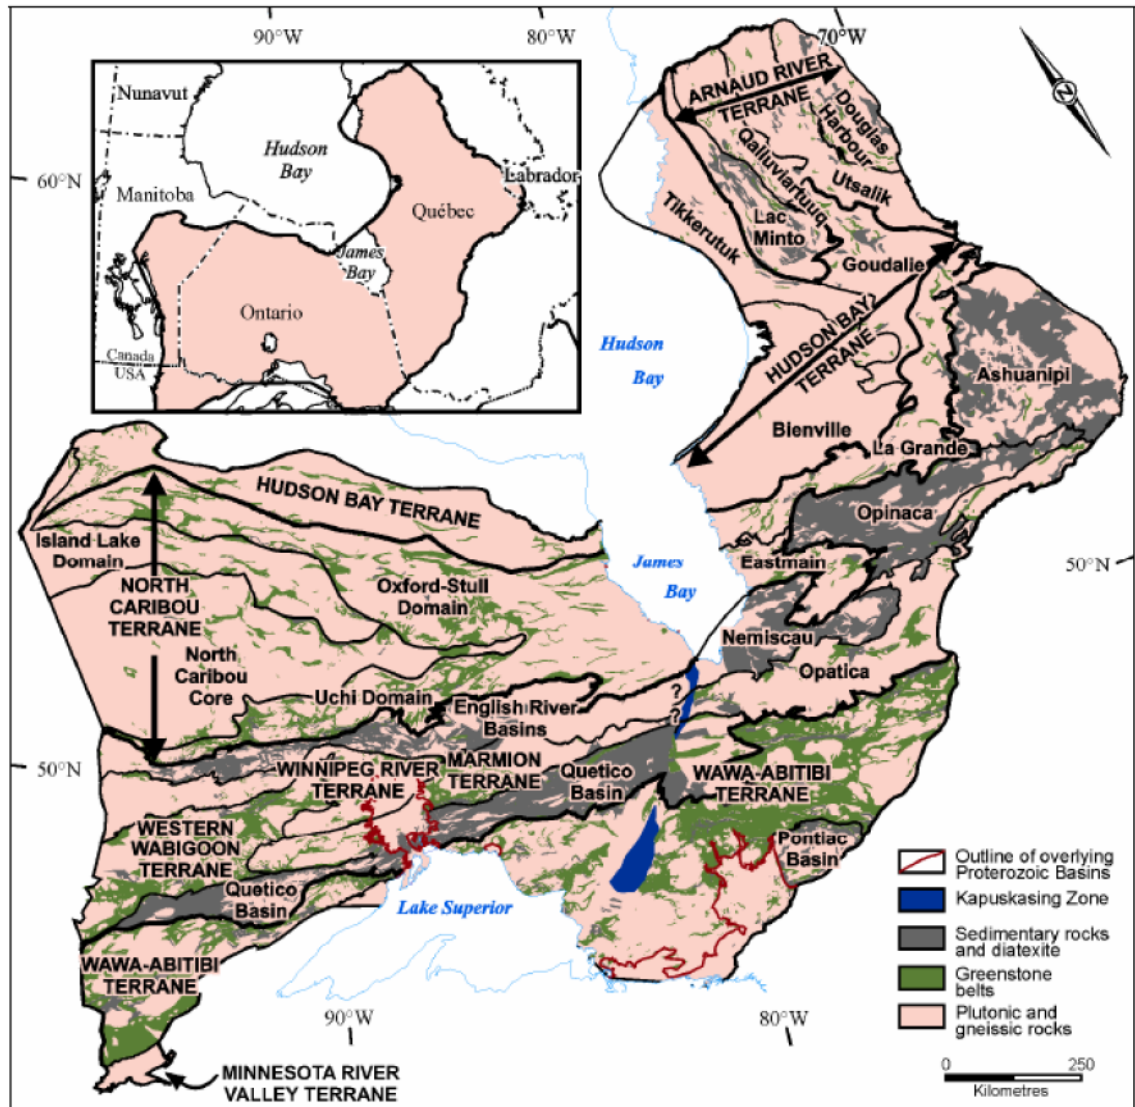 90°W
80°W
70°W
60°N
50°N
50°N
90°W
80°W
N
Nunavut
Hudson
Bay
Labrador
Manitoba
Québec
James
Bay
Ontario
Canada
USA
ARNAUD RIVER
TERRANE
Douglas
Harbour
Qalluviartuuq
Utsalik
Lac
Minto
Tikkerutuk
Goudalie
HUDSON BAY
TERRANE
Hudson
Bay
Ashuanipi
Bienville
La Grande
Opinaca
HUDSON BAY TERRANE
Island Lake
Domain
NORTH
CARIBOU
TERRANE
Oxford-Stull
Domain
James
Bay
Eastmain
Nemiscau
North
Caribou
Core
Opatica
Uchi Domain
English River
Basins
?
?
WINNIPEG RIVER
TERRANE
MARMION
TERRANE
Quetico
Basin
WAWA-ABITIBI
TERRANE
WESTERN
WABIGOON
TERRANE
Pontiac
Basin
Quetico
Basin
Lake Superior
WAWA-ABITIBI
TERRANE
MINNESOTA RIVER
VALLEY TERRANE
Outline of overlying
Proterozoic Basins
Kapuskasing Zone
Sedimentary rocks
and diatexite
Greenstone
belts
Plutonic and
gneissic rocks
0 250
Kilometres